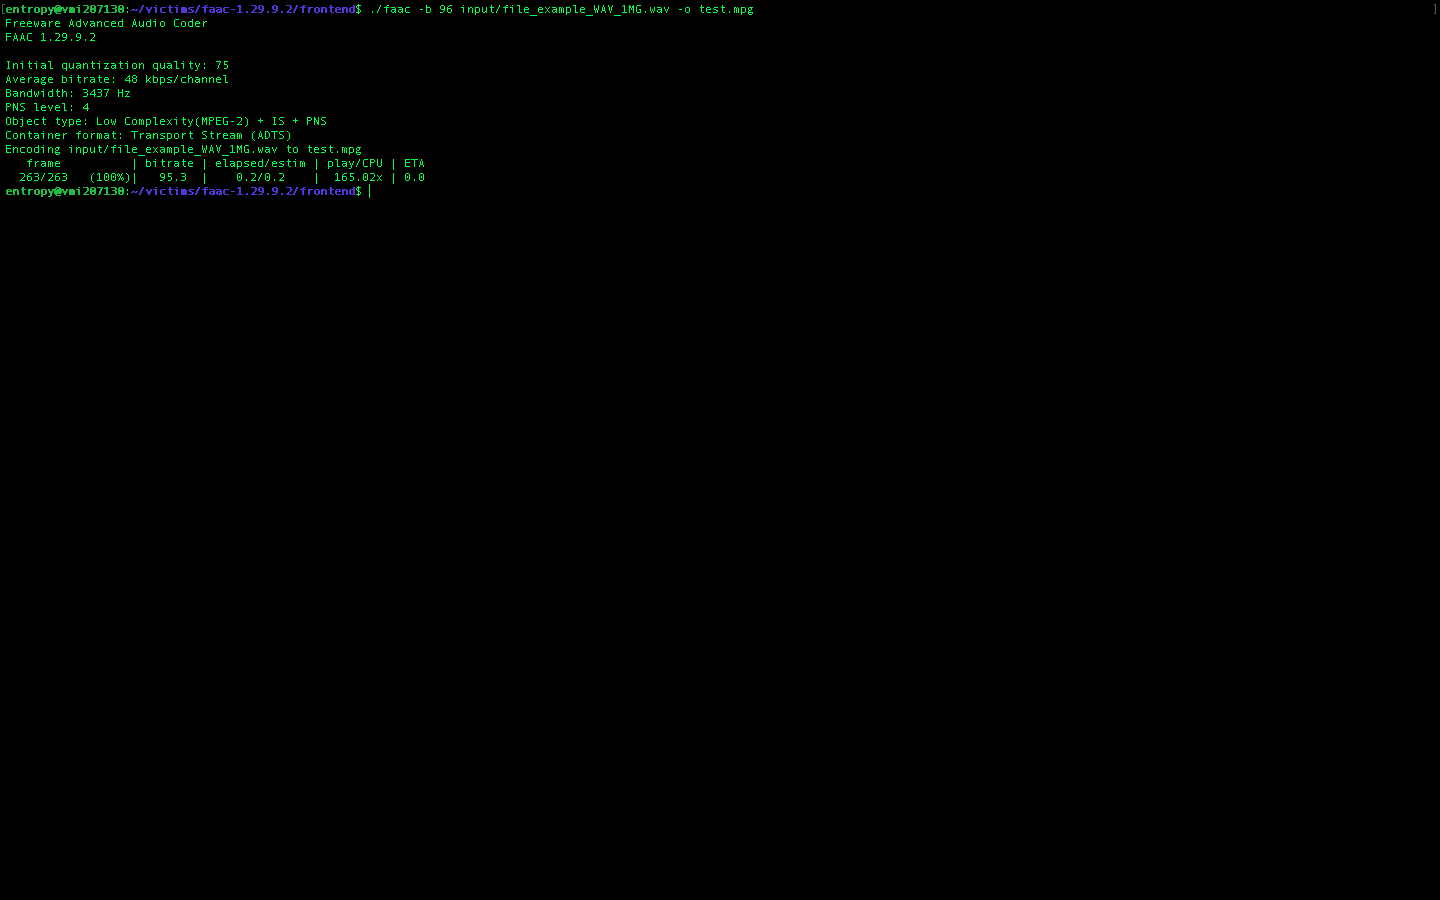 [entropy@vmi207130:~/victims/faac-1.29.9.2/frontend$ ./faac -b 96 input/file_example_WAV_1MG.wav -o test.mpg ]
Freeware Advanced Audio Coder
FAAC 1.29.9.2
Initial quantization quality: 75
Average bitrate: 48 kbps/channel
Bandwidth: 3437 Hz
PNS level: 4
Object type: Low Complexity(MPEG-2) + IS + PNS
Container format: Transport Stream (ADTS)
Encoding input/file_example_WAV_1MG.wav to test.mpg
frame | bitrate | elapsed/estim | play/CPU | ETA
263/263 (100%)| 95.3 | 0.2/0.2 | 165.02x | 0.0
entropy@vmi207130:~/victims/faac-1.29.9.2/frontend$